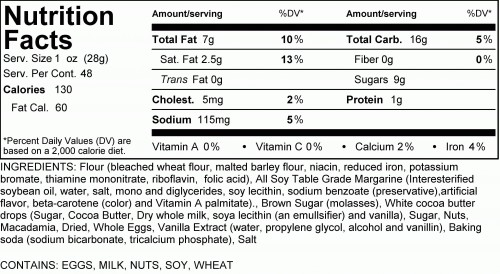 Nutrition
Facts
Serv. Size 1 oz (28g)
Serv. Per Cont. 48
Calories 130
Fat Cal. 60
*Percent Daily Values (DV) are
based on a 2,000 calorie diet.
Amount/serving %DV* Amount/serving %DV*
Total Fat 7g 10% Total Carb. 16g 5%
Sat. Fat 2.5g 13% Fiber 0g 0%
Trans Fat 0g Sugars 9g
Cholest. 5mg 2% Protein 1g
Sodium 115mg 5%
Vitamin A 0% • Vitamin C 0% • Calcium 2% • Iron 4%
INGREDIENTS: Flour (bleached wheat flour, malted barley flour, niacin, reduced iron, potassium
bromate, thiamine mononitrate, riboflavin, folic acid), All Soy Table Grade Margarine (Interesterified
soybean oil, water, salt, mono and diglycerides, soy lecithin, sodium benzoate (preservative),artificial
flavor, beta-carotene (color) and Vitamin A palmitate)., Brown Sugar (molasses), White cocoa butter
drops (Sugar, Cocoa Butter, Dry whole milk, soya lecithin (an emullsifier) and vanilla), Sugar, Nuts,
Macadamia, Dried, Whole Eggs, Vanilla Extract (water, propylene glycol, alcohol and vanillin), Baking
soda (sodium bicarbonate, tricalcium phosphate), Salt
CONTAINS: EGGS, MILK, NUTS, SOY, WHEAT